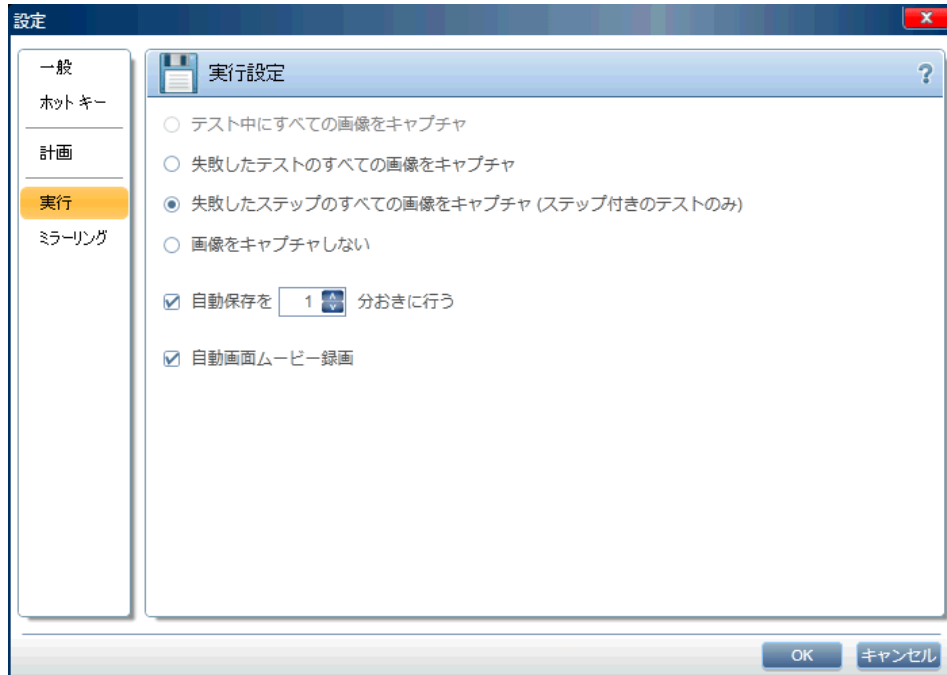 設定
一般
ホット キー
計画
実行
ミラーリング
実行設定
?
テスト中にすべての画像をキャプチャ
失敗したテストのすべての画像をキャプチャ
失敗したステップのすべての画像をキャプチャ (ステップ付きのテストのみ)
画像をキャプチャしない
自動保存を 1 分おきに行う
自動画面ムービー録画
OK キャンセル